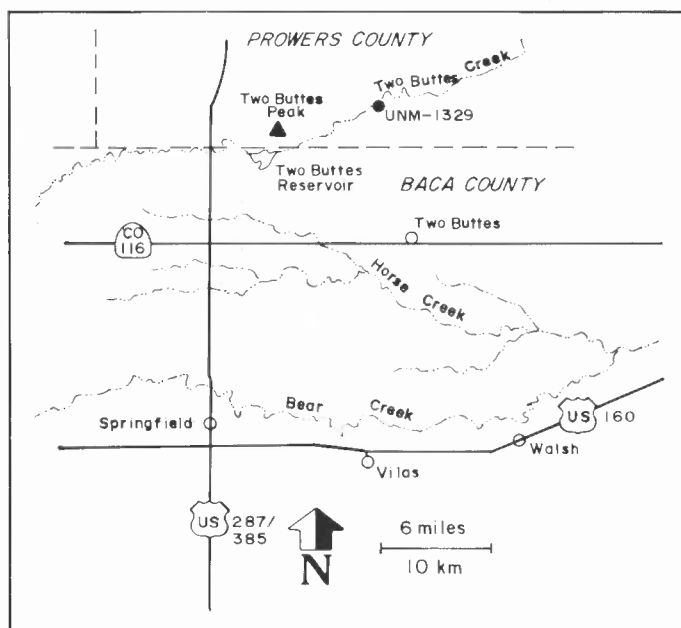 PROWERS COUNTY
Two Buttes Creek
Two Buttes
Peak
UNM-1329
Two Buttes
Reservoir
BACA COUNTY
CO
116
Two Buttes
Horse Creek
Bear Creek
Springfield
US 160
Walsh
Vilas
US 287/
385
N
6 miles
10 km